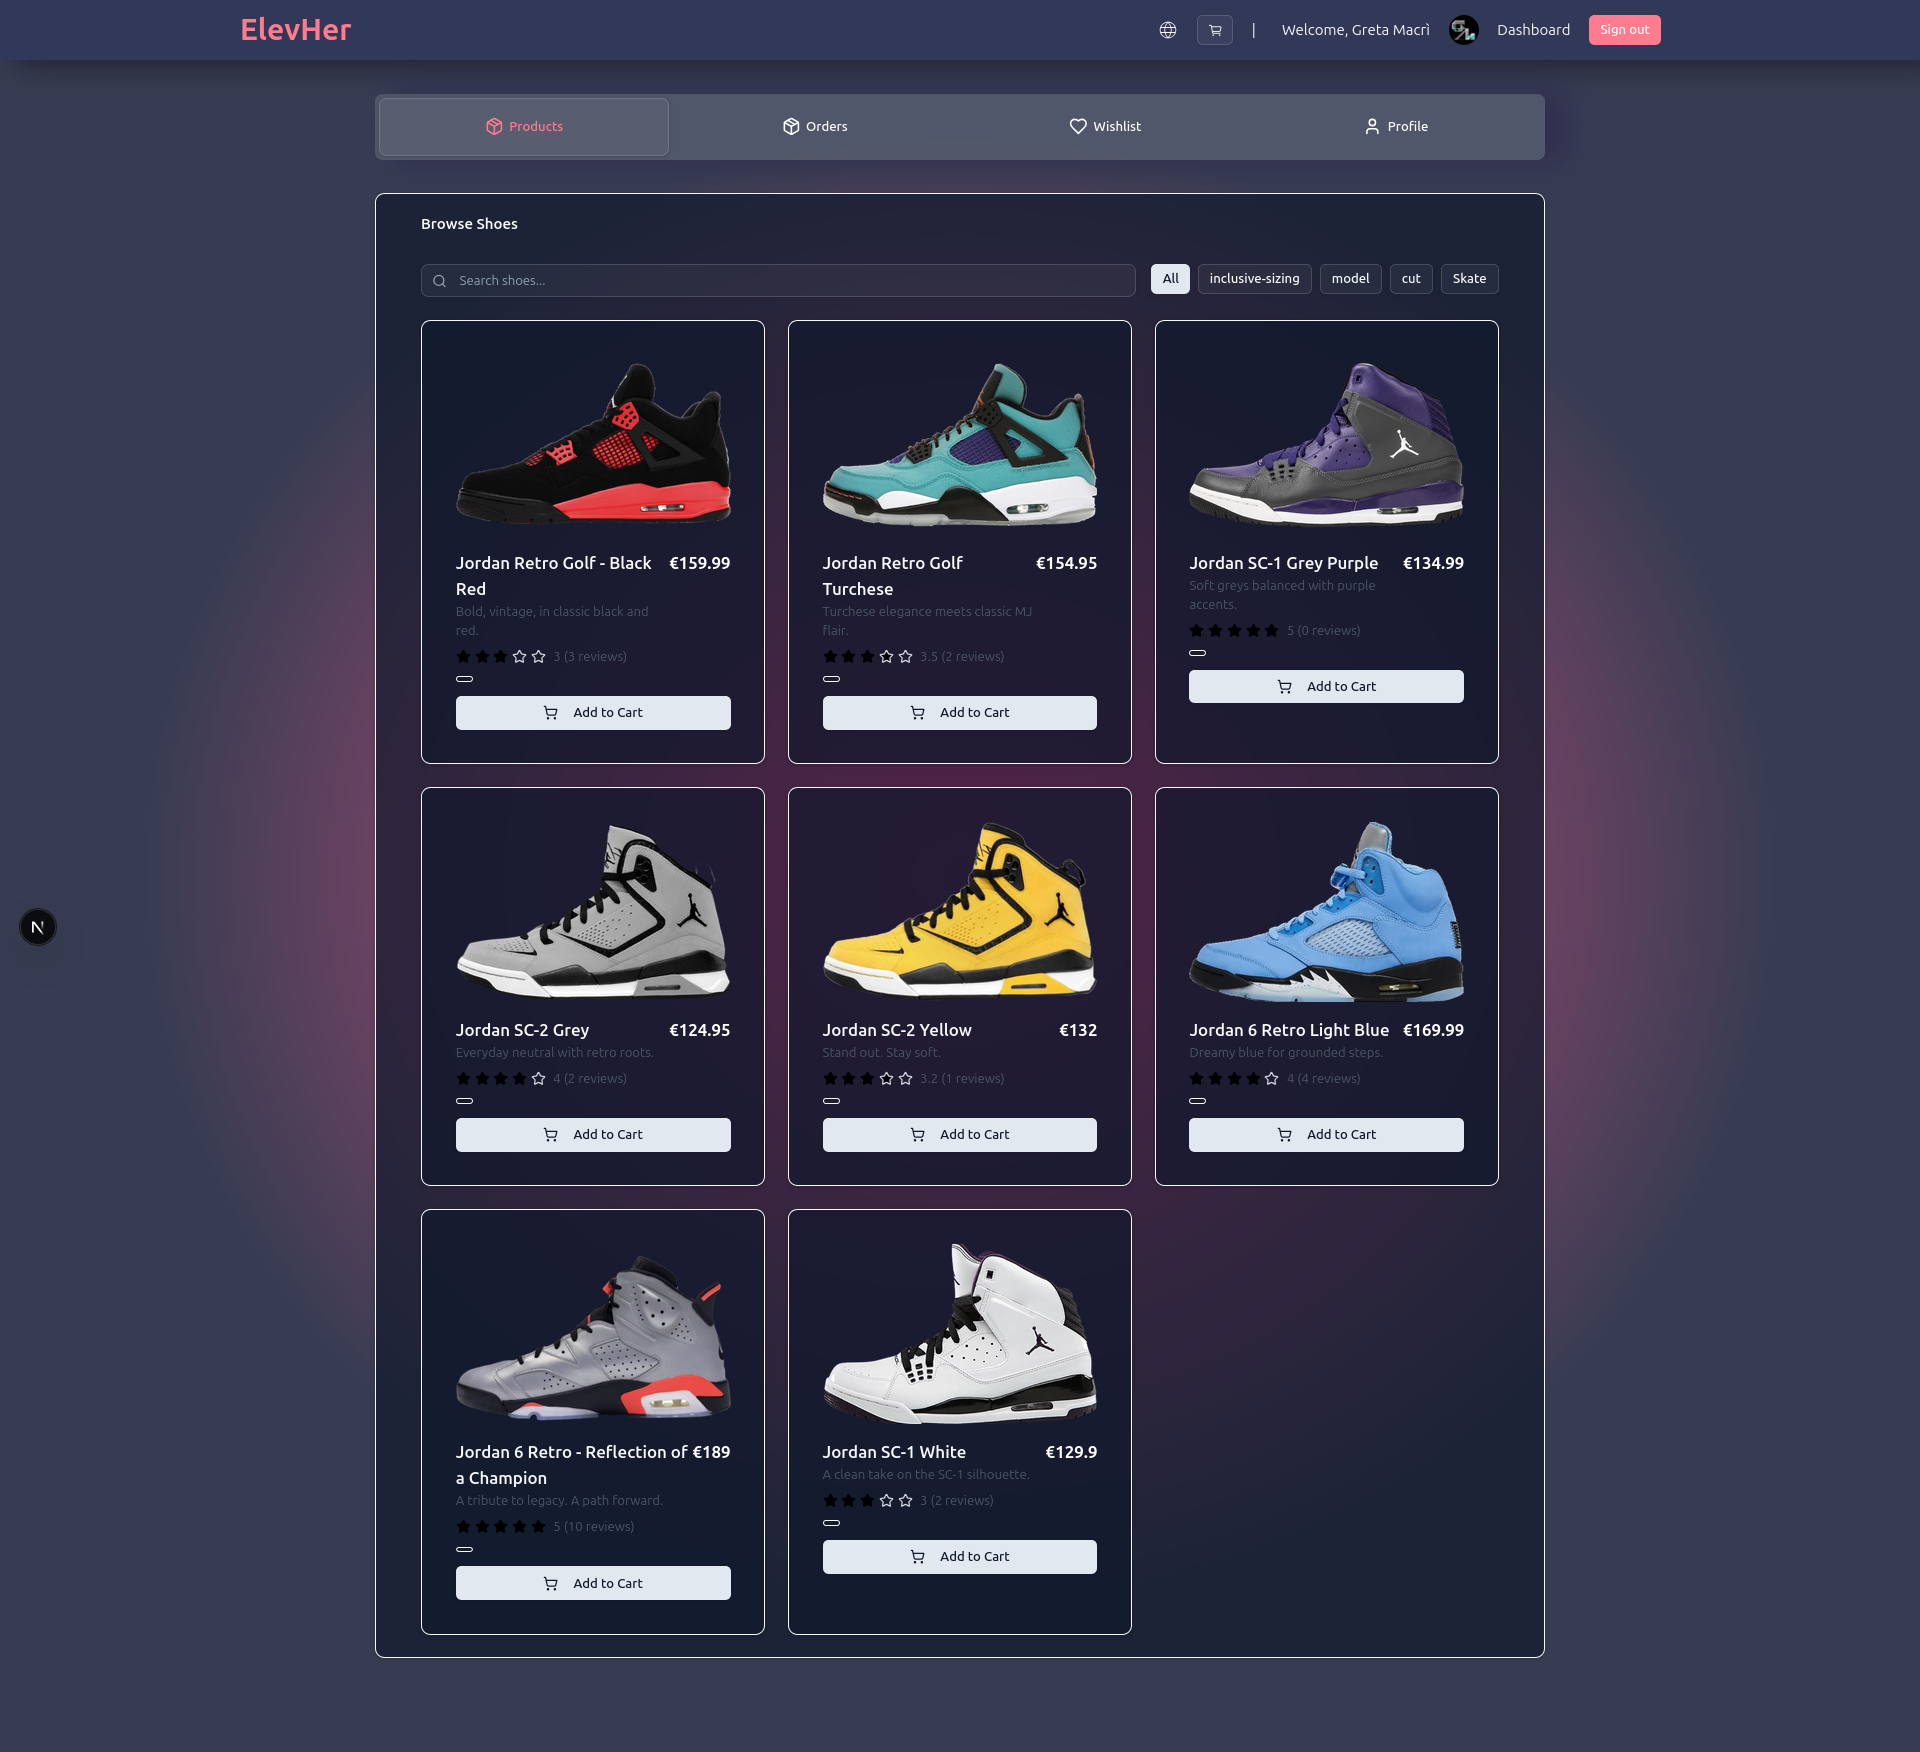 ElevHer
| Welcome, Greta Macrì Dashboard Sign out
Products Orders Wishlist Profile
Browse Shoes
Search shoes...
All inclusive-sizing model cut Skate
Jordan Retro Golf - Black
Red
€159.99
Bold, vintage, in classic black and
red.
3 (3 reviews)
Add to Cart
Jordan Retro Golf
Turchese
€154.95
Turchese elegance meets classic MJ
flair.
3.5 (2 reviews)
Add to Cart
Jordan SC-1 Grey Purple €134.99
Soft greys balanced with purple
accents.
5 (0 reviews)
Add to Cart
Jordan SC-2 Grey €124.95
Everyday neutral with retro roots.
4 (2 reviews)
Add to Cart
Jordan SC-2 Yellow €132
Stand out. Stay soft.
3.2 (1 reviews)
Add to Cart
Jordan 6 Retro Light Blue €169.99
Dreamy blue for grounded steps.
4 (4 reviews)
Add to Cart
N
Jordan 6 Retro - Reflection of
a Champion
€189
A tribute to legacy. A path forward.
5 (10 reviews)
Add to Cart
Jordan SC-1 White €129.9
A clean take on the SC-1 silhouette.
3 (2 reviews)
Add to Cart